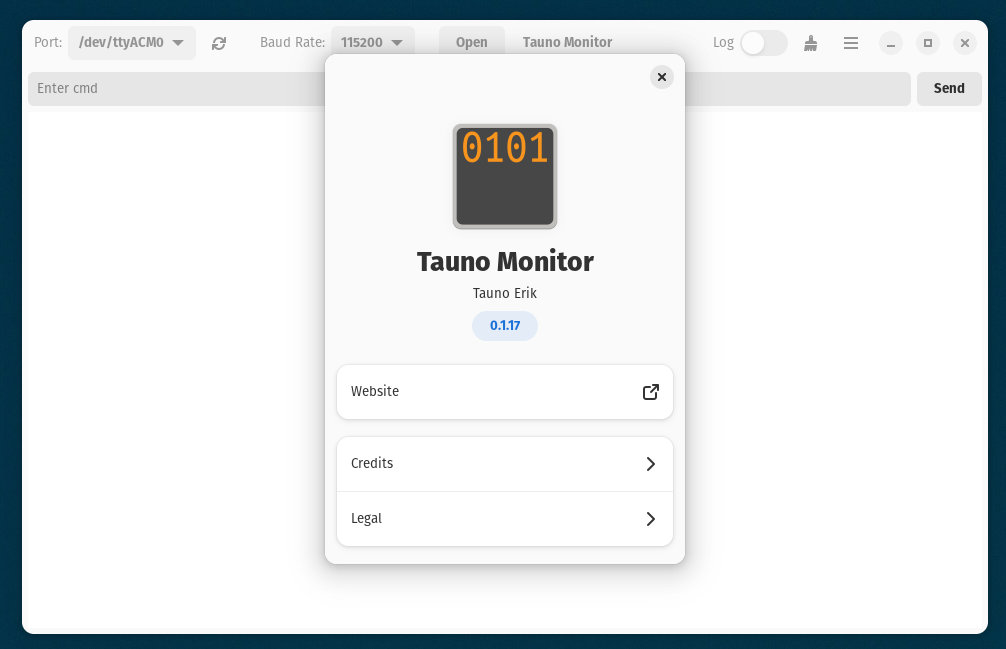 Port: /dev/ttyACM0 Baud Rate: 115200 Open Tauno Monitor Log
Enter cmd Send
0101
Tauno Monitor
Tauno Erik
0.1.17
Website
Credits
Legal